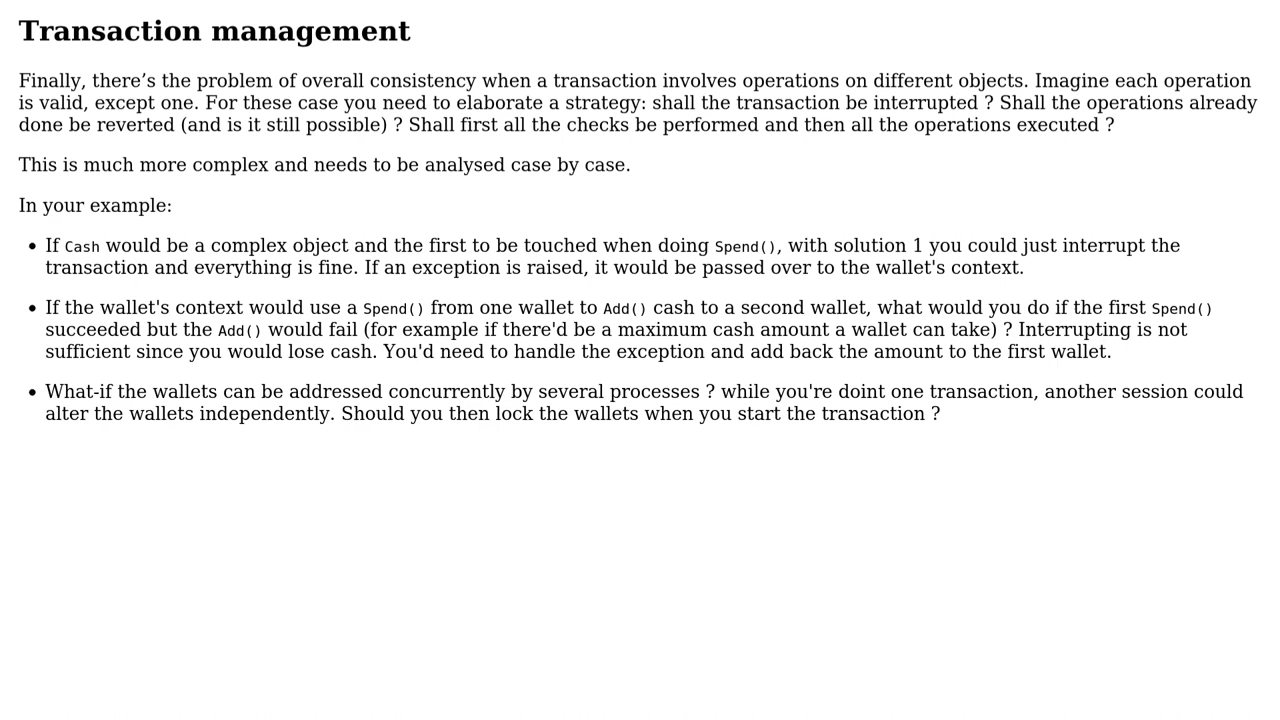 Transaction management
Finally, there’s the problem of overall consistency when a transaction involves operations on different objects. Imagine each operation
is valid, except one. For these case you need to elaborate a strategy: shall the transaction be interrupted ? Shall the operations already
done be reverted (and is it still possible) ? Shall first all the checks be performed and then all the operations executed ?
This is much more complex and needs to be analysed case by case.
In your example:
• If Cash would be a complex object and the first to be touched when doing Spend(), with solution 1 you could just interrupt the
transaction and everything is fine. If an exception is raised, it would be passed over to the wallet's context.
• If the wallet's context would use a Spend() from one wallet to Add() cash to a second wallet, what would you do if the first Spend()
succeeded but the Add() would fail (for example if there'd be a maximum cash amount a wallet can take) ? Interrupting is not
sufficient since you would lose cash. You'd need to handle the exception and add back the amount to the first wallet.
• What-if the wallets can be addressed concurrently by several processes ? while you're doint one transaction, another session could
alter the wallets independently. Should you then lock the wallets when you start the transaction ?